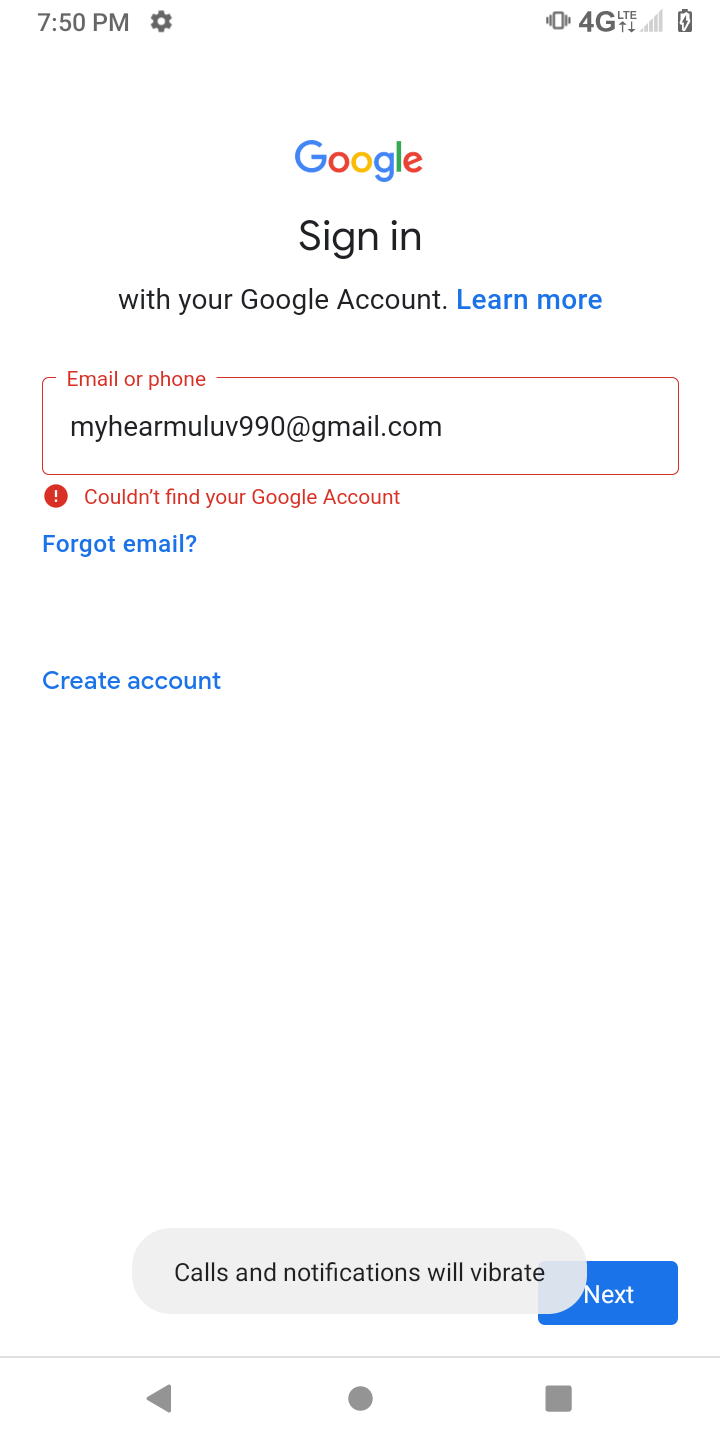 7:50 PM 4G LTE
Google
Sign in
with your Google Account. Learn more
Email or phone
myhearmuluv990@gmail.com
Couldn't find your Google Account
Forgot email?
Create account
Calls and notifications will vibrate
Next